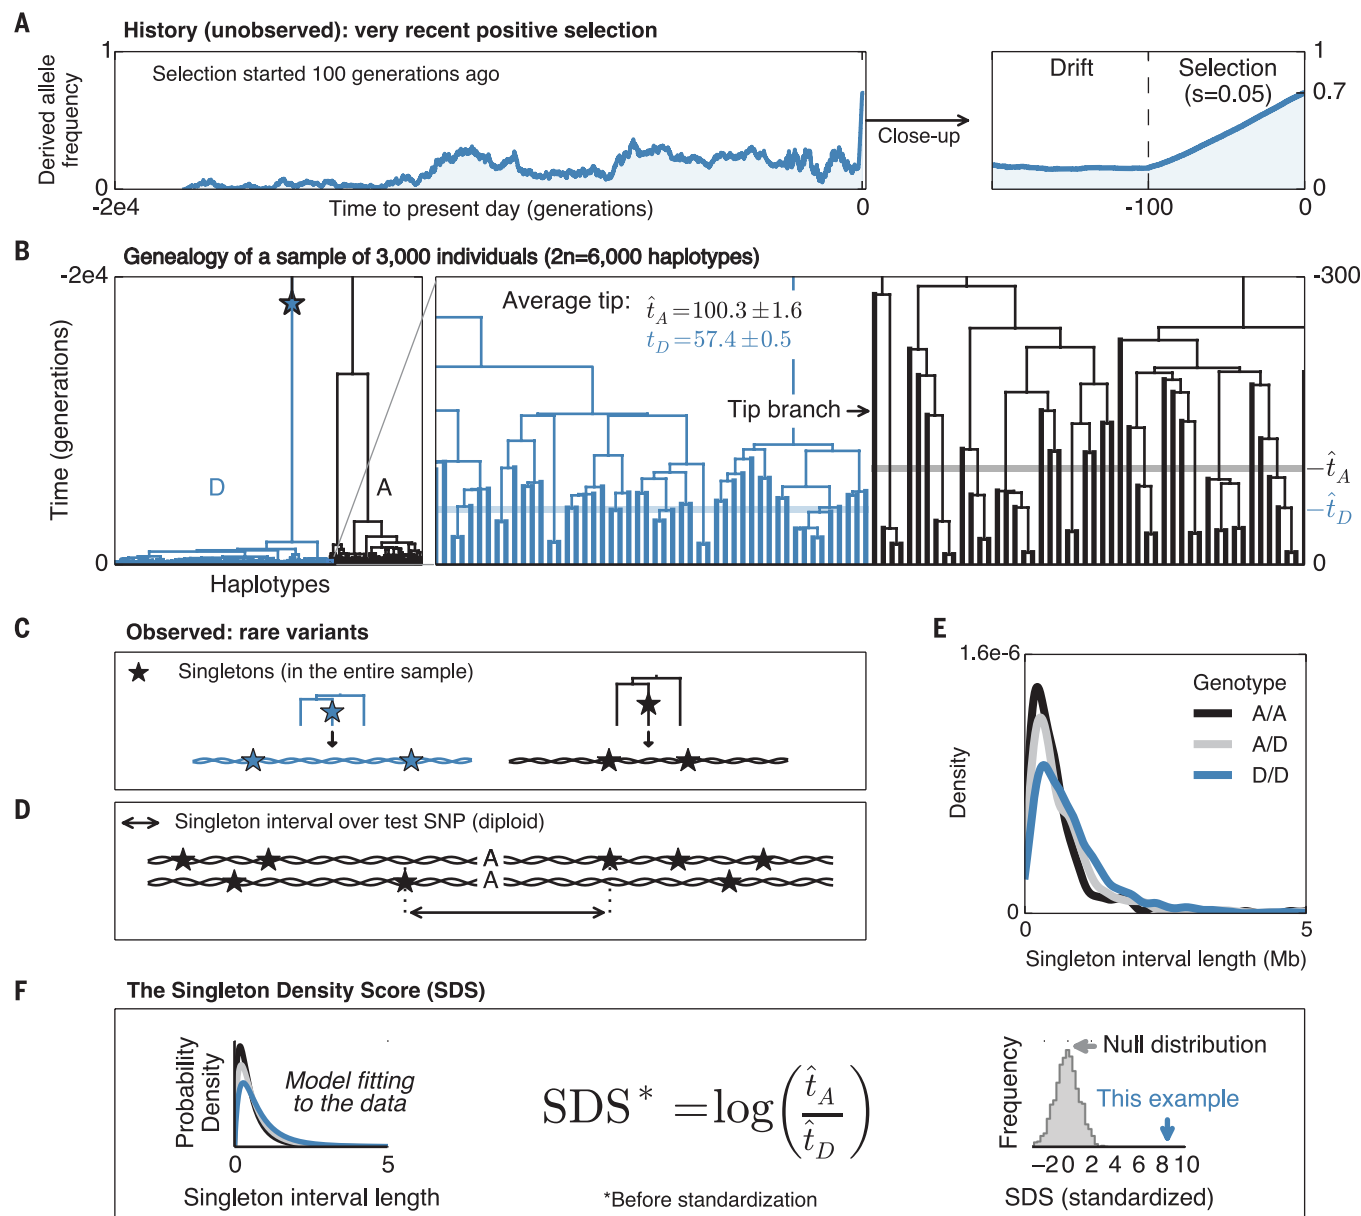 A
History (unobserved): very recent positive selection
Derived allele
frequency
1
0
Selection started 100 generations ago
-2e4
Time to present day (generations)
0
Close-up
Drift
Selection
(s=0.05)
1
0.7
0
-100
0
B
Genealogy of a sample of 3,000 individuals (2n=6,000 haplotypes)
Time (generations)
-2e4
0
D
A
Haplotypes
Average tip:
t̂_A=100.3±1.6
t_D=57.4±0.5
Tip branch
-300
t̂_A
t̂_D
0
C
Observed: rare variants
Singletons (in the entire sample)
D
Singleton interval over test SNP (diploid)
A
A
E
1.6e-6
Density
0
Genotype
A/A
A/D
D/D
0
5
Singleton interval length (Mb)
F
The Singleton Density Score (SDS)
Probability
Density
Model fitting
to the data
0
5
Singleton interval length
SDS* = log(t̂_A/t̂_D)
*Before standardization
Frequency
Null distribution
This example
−2 0 2 4 6 8 10
SDS (standardized)